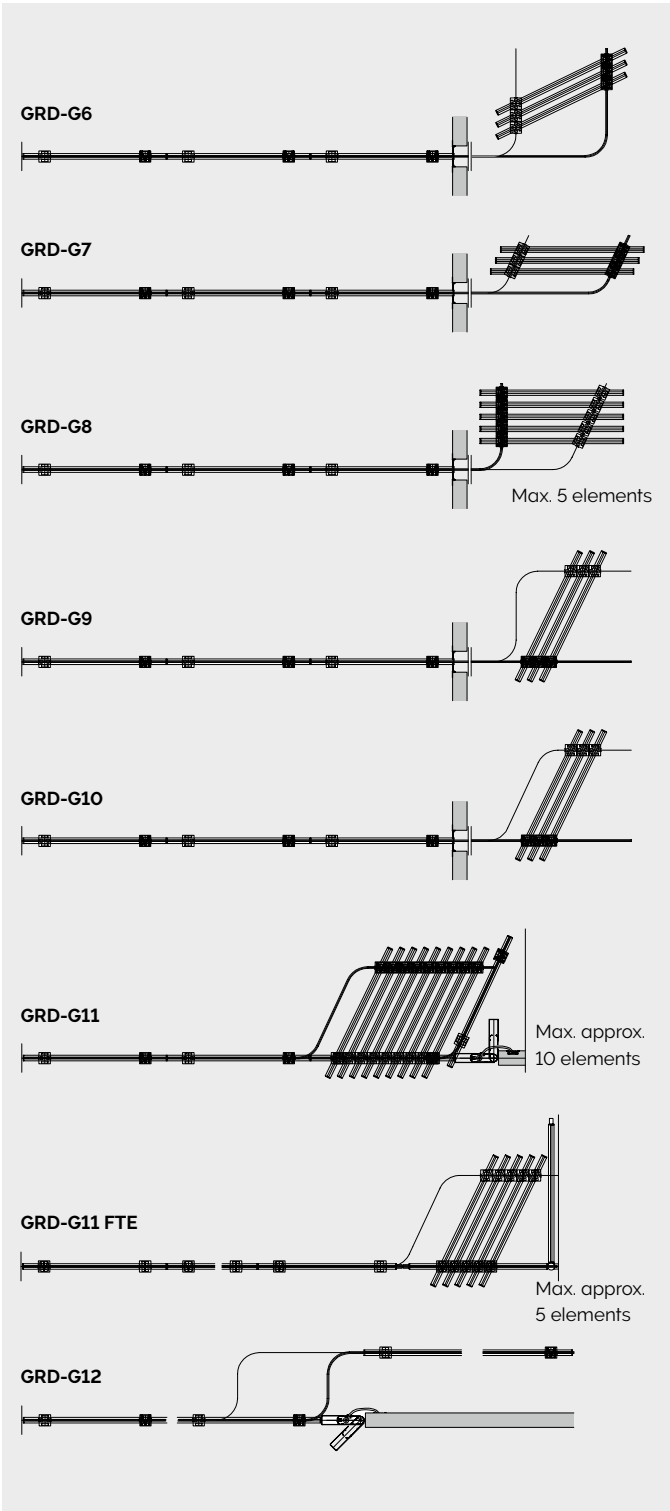 GRD-G6
GRD-G7
GRD-G8
Max. 5 elements
GRD-G9
GRD-G10
GRD-G11
Max. approx.
10 elements
GRD-G11 FTE
Max. approx.
5 elements
GRD-G12